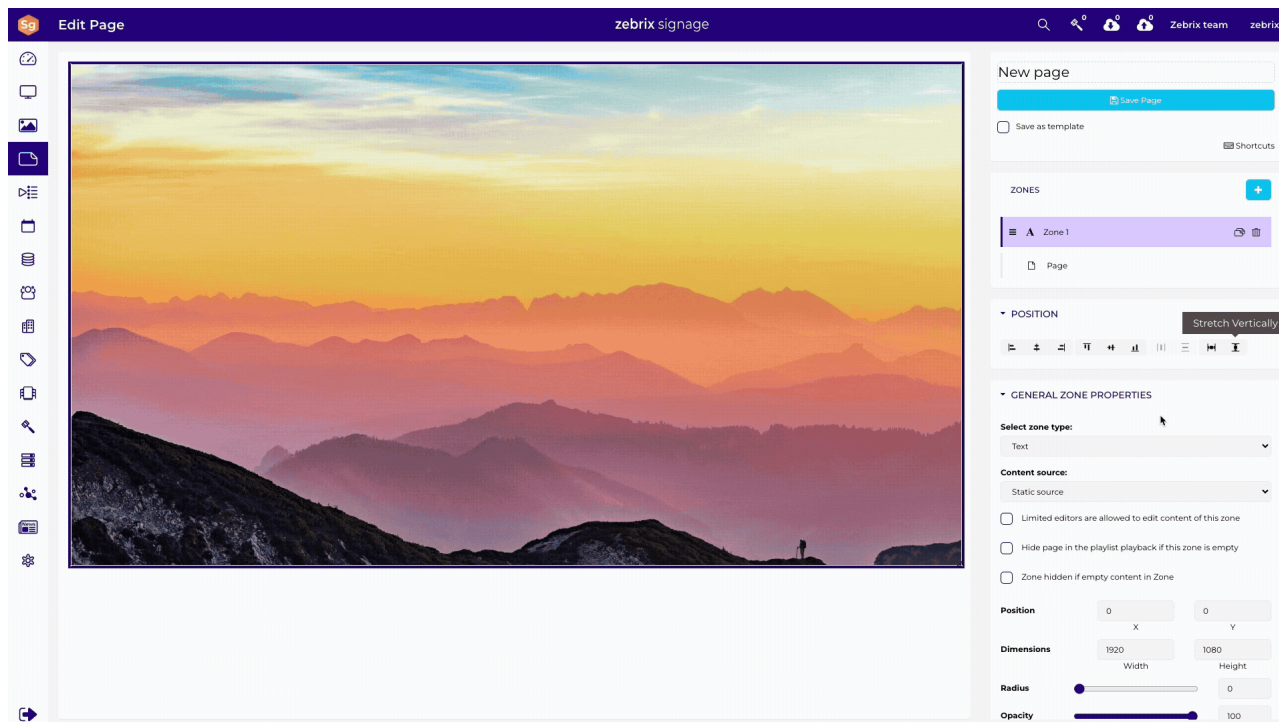 Sg
Edit Page
zebrix signage
0
0
0
Zebrix team
zebrix
New page
Save Page
Save as template
Shortcuts
ZONES
+
A Zone 1
Page
POSITION
Stretch Vertically
GENERAL ZONE PROPERTIES
Select zone type:
Text
Content source:
Static source
Limited editors are allowed to edit content of this zone
Hide page in the playlist playback if this zone is empty
Zone hidden if empty content in Zone
Position 0 0
X Y
Dimensions 1920 1080
Width Height
Radius 0
Opacity 100